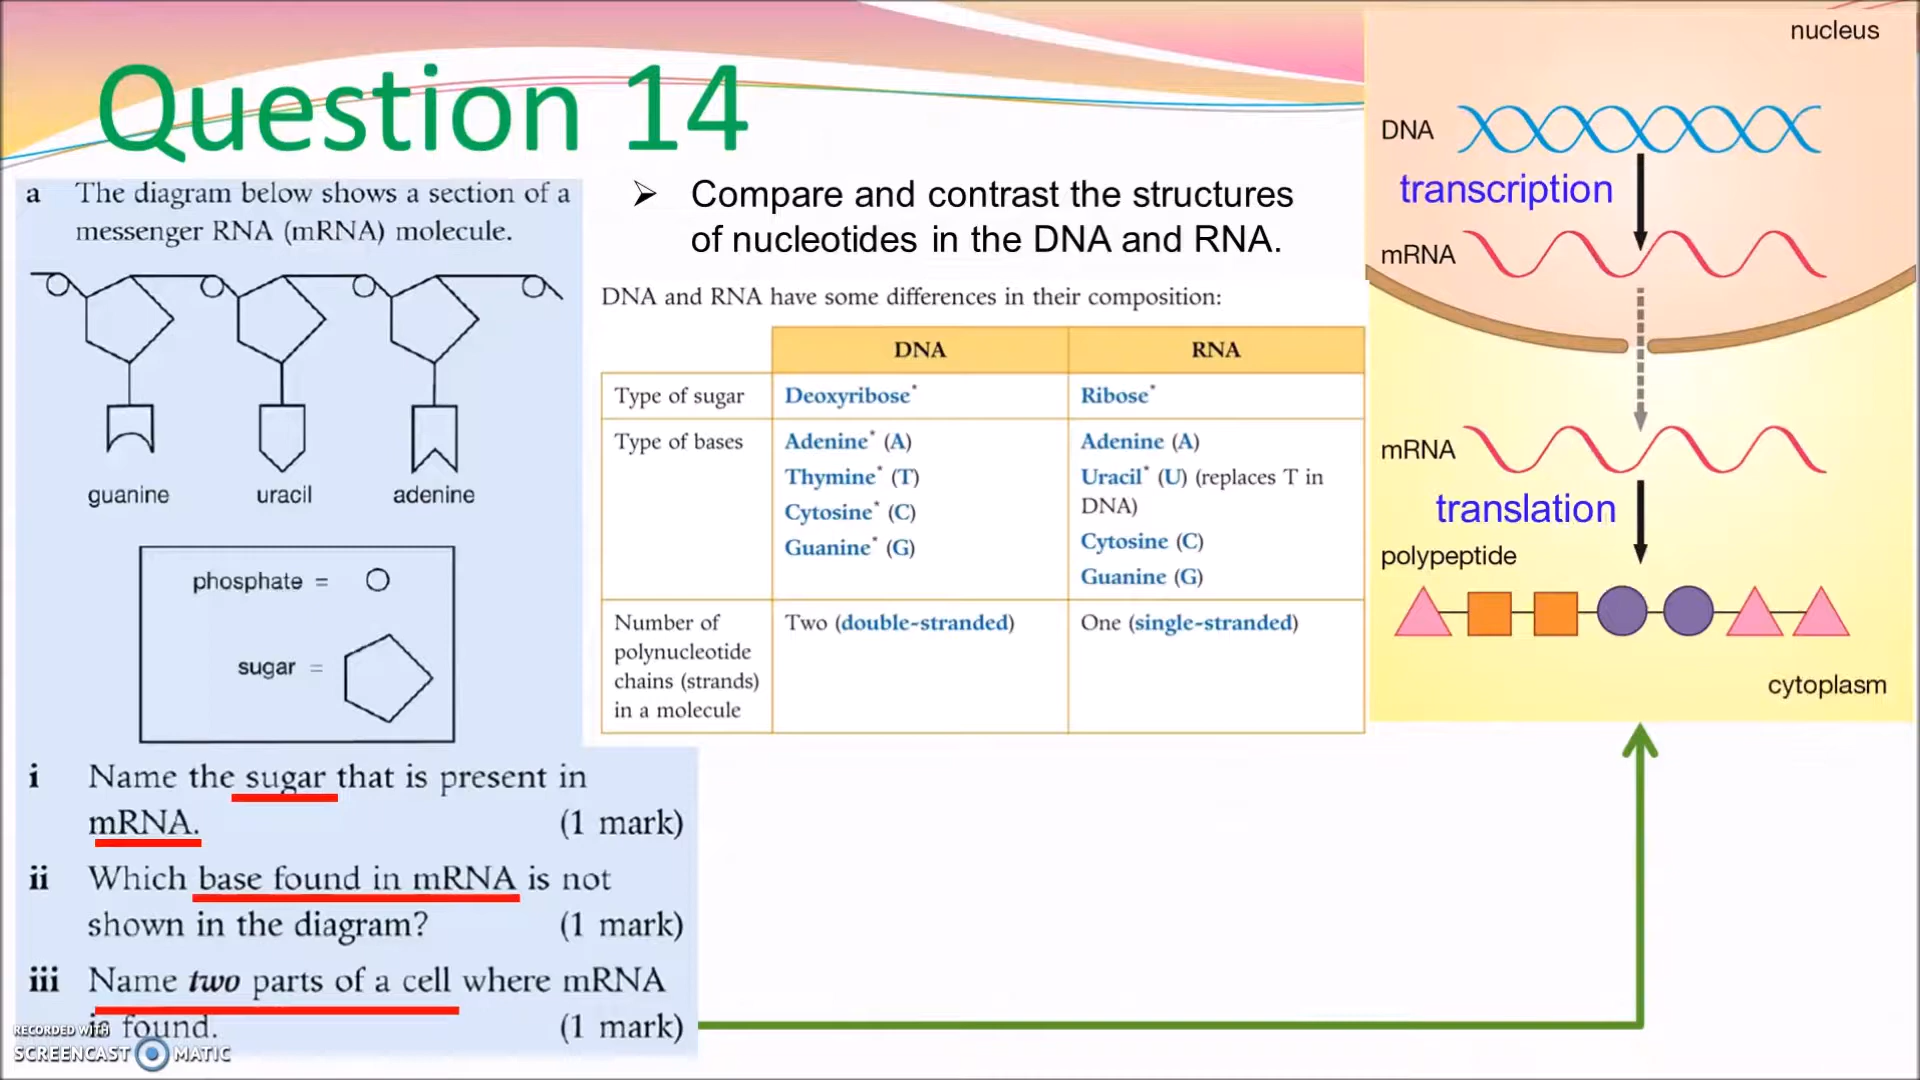 Question 14
a The diagram below shows a section of a
messenger RNA (mRNA) molecule.
guanine uracil adenine
phosphate =
sugar =
i Name the sugar that is present in
mRNA. (1 mark)
ii Which base found in mRNA is not
shown in the diagram? (1 mark)
iii Name two parts of a cell where mRNA
is found. (1 mark)
RECORDED WITH
SCREENCAST MATIC
➢ Compare and contrast the structures
of nucleotides in the DNA and RNA.
DNA and RNA have some differences in their composition:
DNA RNA
Type of sugar Deoxyribose* Ribose*
Type of bases Adenine* (A) Adenine (A)
Thymine* (T) Uracil* (U) (replaces T in
DNA)
Cytosine* (C) Cytosine (C)
Guanine* (G) Guanine (G)
Number of Two (double-stranded) One (single-stranded)
polynucleotide
chains (strands)
in a molecule
nucleus
DNA
transcription
mRNA
mRNA
translation
polypeptide
cytoplasm